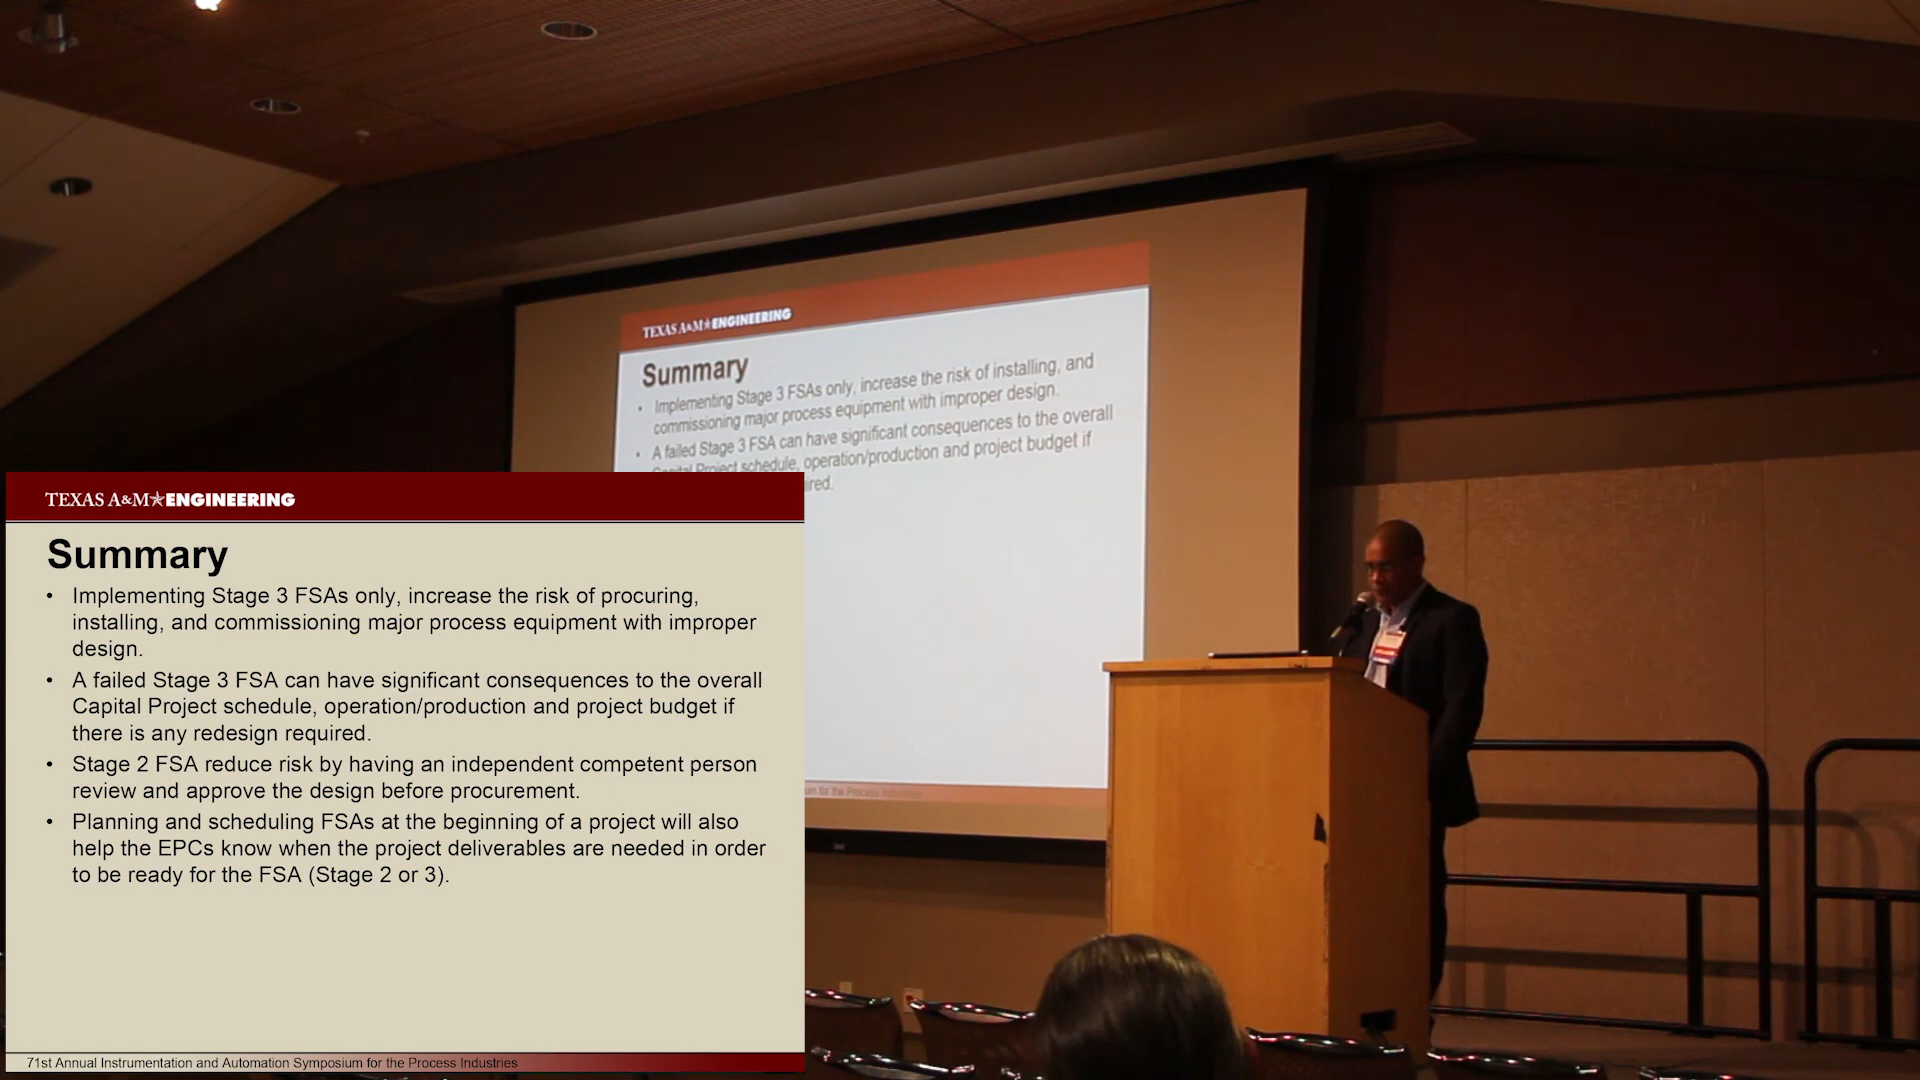 TEXAS A&M★ENGINEERING
Summary
• Implementing Stage 3 FSAs only, increase the risk of installing, and
commissioning major process equipment with improper design.
• A failed Stage 3 FSA can have significant consequences to the overall
Capital Project schedule, operation/production and project budget if
ired.
um for the Process Industries
TEXAS A&M★ENGINEERING
Summary
• Implementing Stage 3 FSAs only, increase the risk of procuring,
installing, and commissioning major process equipment with improper
design.
• A failed Stage 3 FSA can have significant consequences to the overall
Capital Project schedule, operation/production and project budget if
there is any redesign required.
• Stage 2 FSA reduce risk by having an independent competent person
review and approve the design before procurement.
• Planning and scheduling FSAs at the beginning of a project will also
help the EPCs know when the project deliverables are needed in order
to be ready for the FSA (Stage 2 or 3).
71st Annual Instrumentation and Automation Symposium for the Process Industries